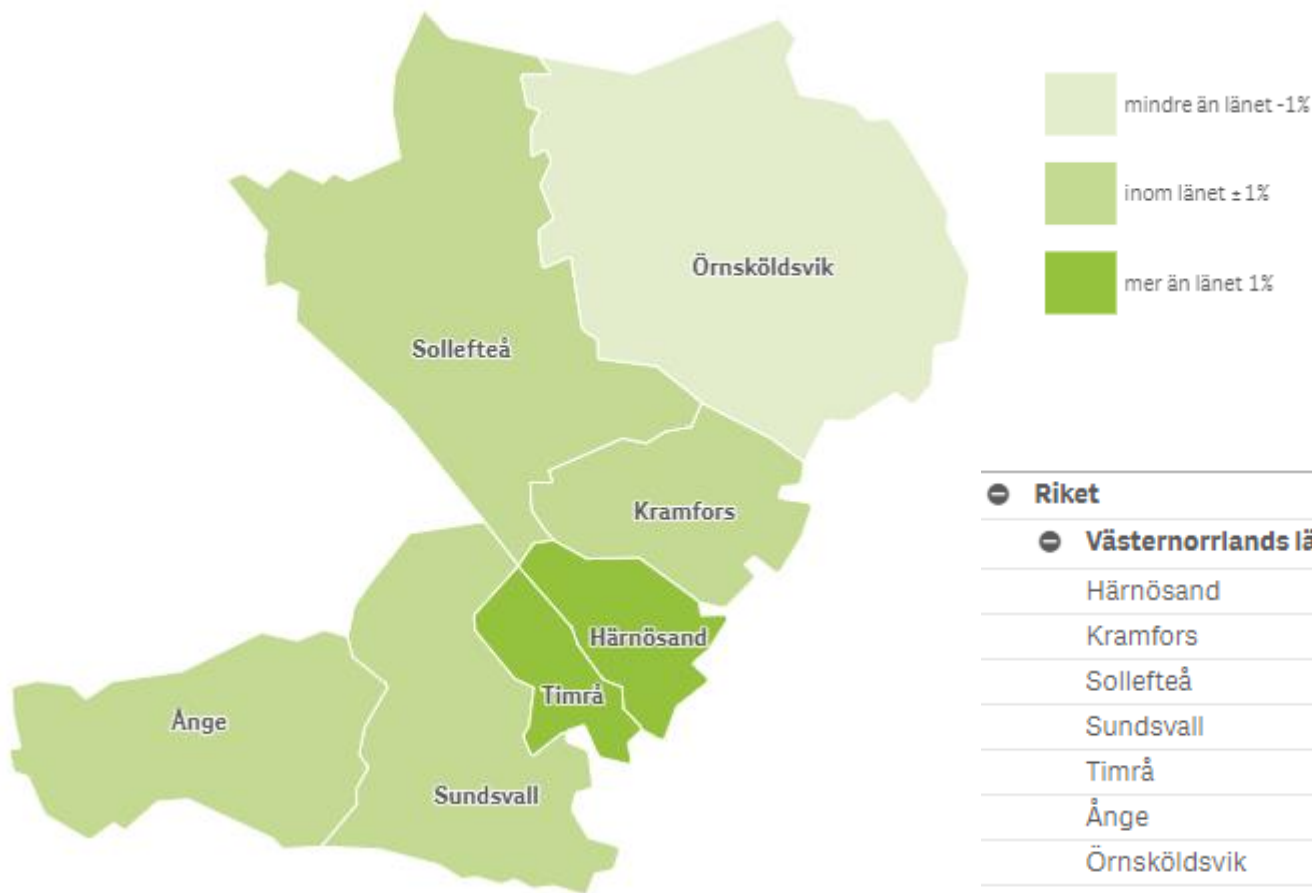 mindre än länet -1%
inom länet ±1%
mer än länet 1%
Örnsköldsvik
Sollefteå
Kramfors
Härnösand
Timrå
Ånge
Sundsvall
Riket
Västernorrlands lä
Härnösand
Kramfors
Sollefteå
Sundsvall
Timrå
Ånge
Örnsköldsvik